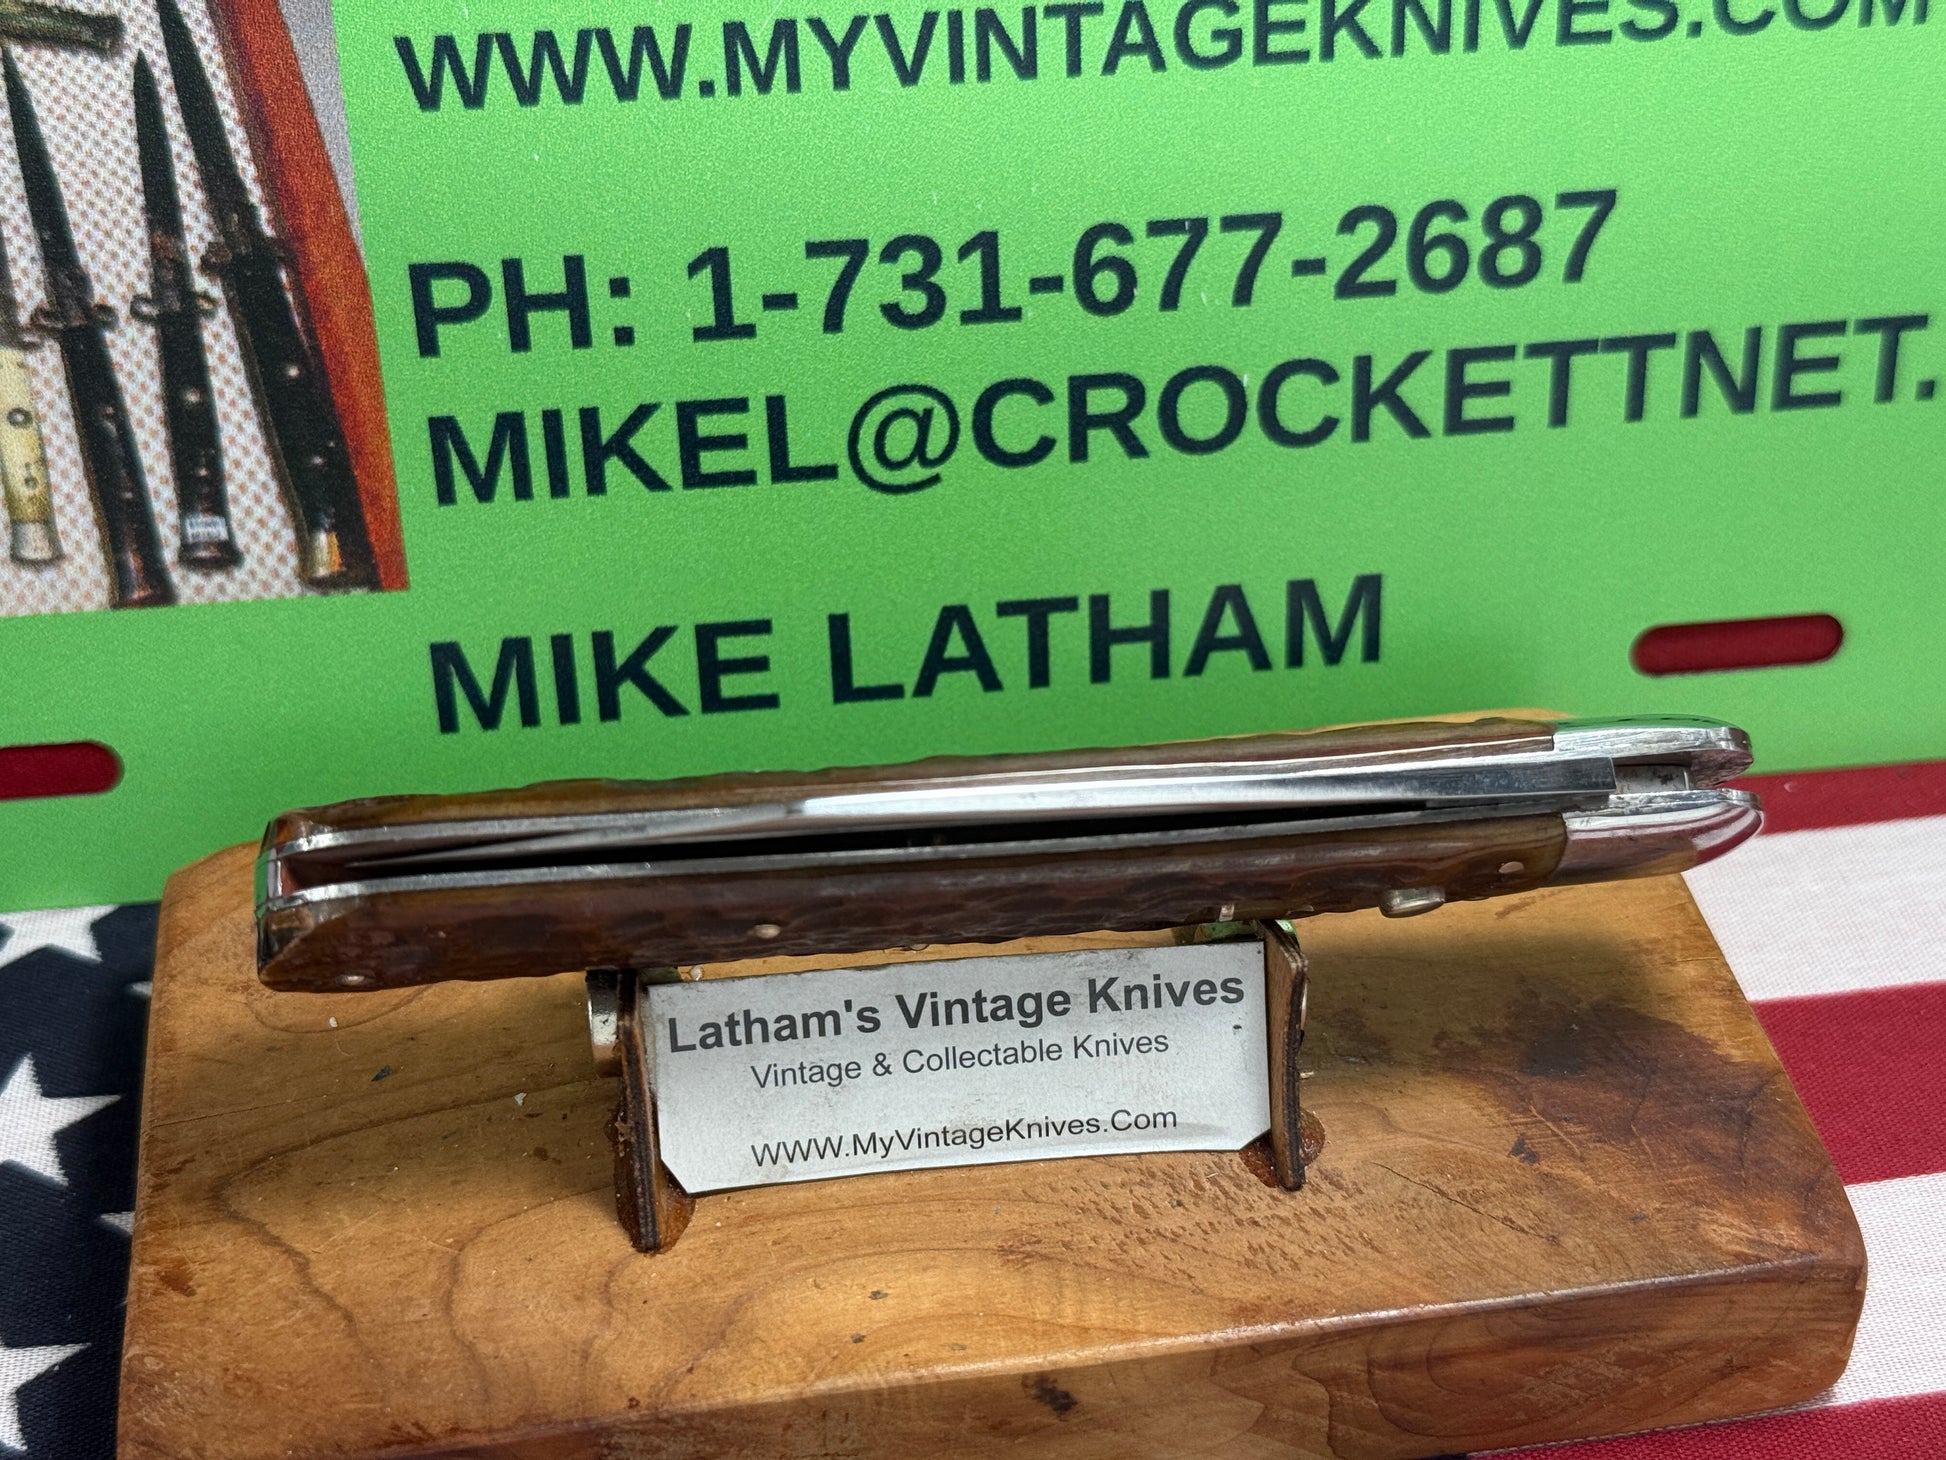 WWW.MYVINTAGEKNIVES.COM
PH: 1-731-677-2687
MIKEL@CROCKETTNET.
MIKE LATHAM
Latham's Vintage Knives
Vintage & Collectable Knives
WWW.MyVintageKnives.Com